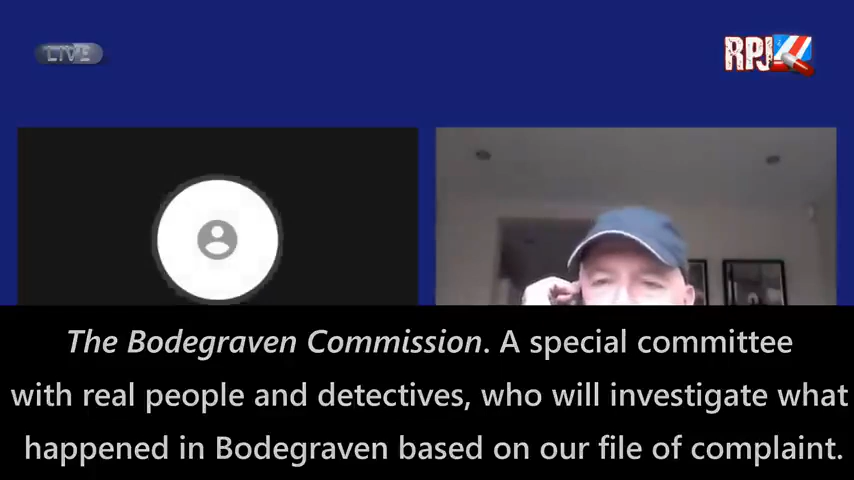 LIVE
RPJ
The Bodegraven Commission. A special committee
with real people and detectives, who will investigate what
happened in Bodegraven based on our file of complaint.